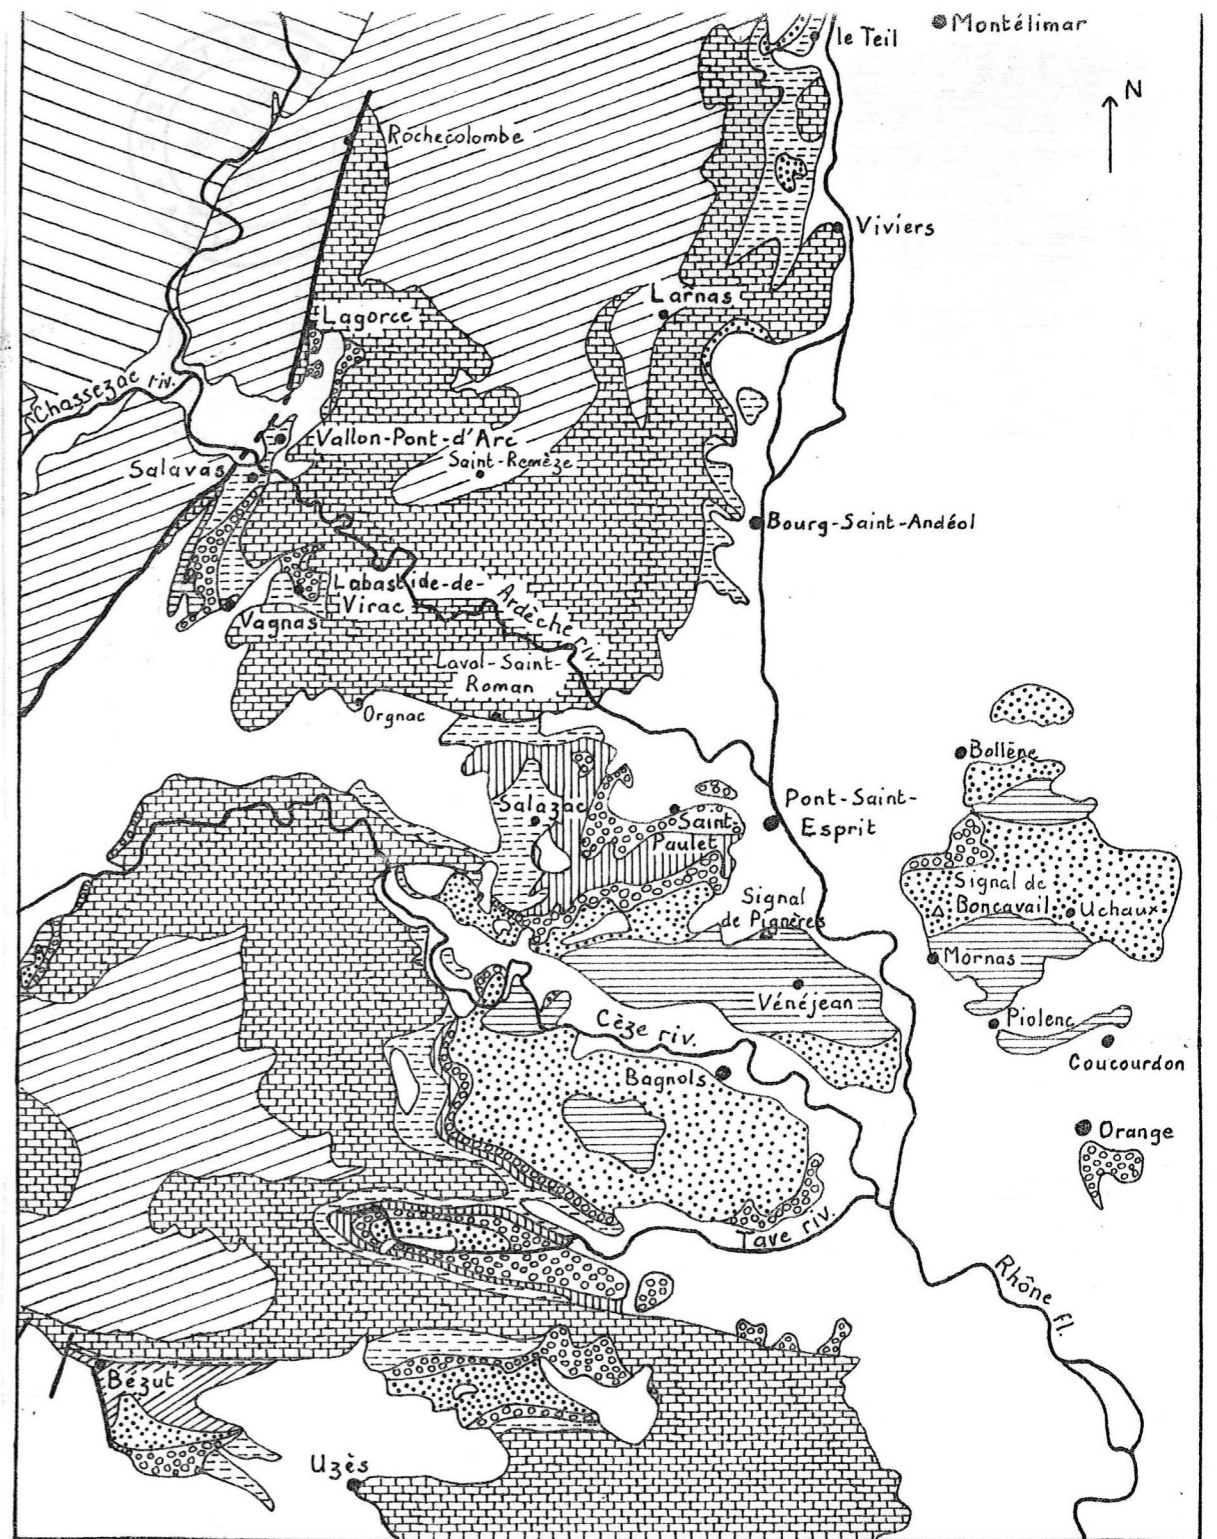 Montélimar
le Teil
N
Rochecolombe
Viviers
Larnas
Lagorce
Chassezac riv.
Vallon-Pont-d'Arc
Saint-Remèze
Salavas
Bourg-Saint-Andéol
Labastide-de-
Virac
Ardèche riv.
Vagnas
Laval-Saint-
Roman
Orgnac
Bollène
Salazac
Pont-Saint-
Esprit
Saint-
Paulet
Signal de
Boncavail
Uchaux
Signal
de Pignères
Mornas
Vénéjean
Piolenc
Cèze riv.
Coucourdon
Bagnols
Orange
Tave riv.
Rhône fl.
Bézut
Uzès